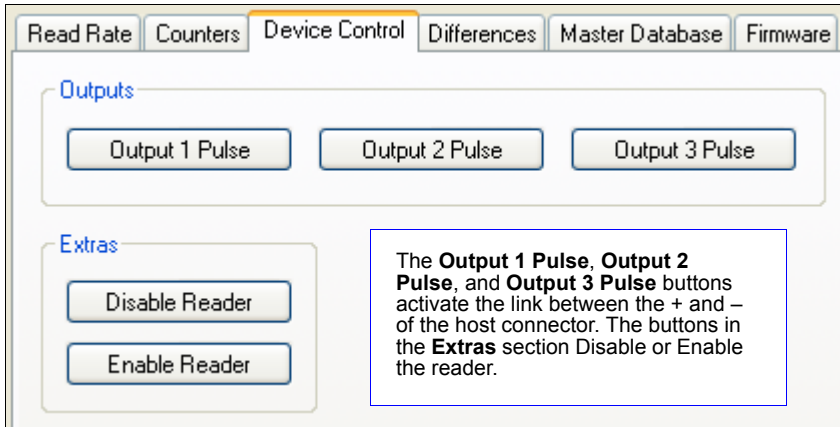 Read Rate Counters Device Control Differences Master Database Firmware
Outputs
Output 1 Pulse Output 2 Pulse Output 3 Pulse
Extras
Disable Reader
Enable Reader
The Output 1 Pulse, Output 2
Pulse, and Output 3 Pulse buttons
activate the link between the + and –
of the host connector. The buttons in
the Extras section Disable or Enable
the reader.